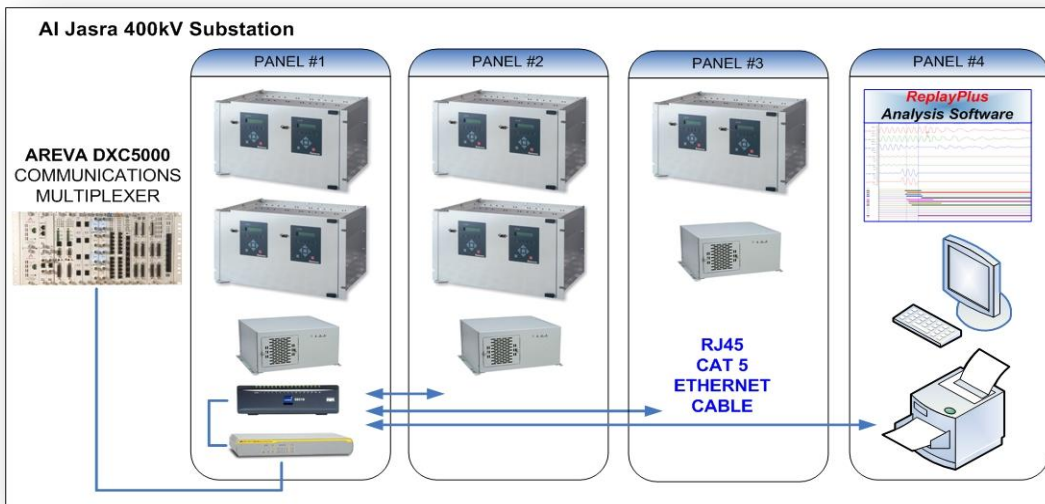 Al Jasra 400kV Substation
PANEL #1
PANEL #2
PANEL #3
PANEL #4
AREVA DXC5000
COMMUNICATIONS
MULTIPLEXER
ReplayPlus
Analysis Software
RJ45
CAT 5
ETHERNET
CABLE